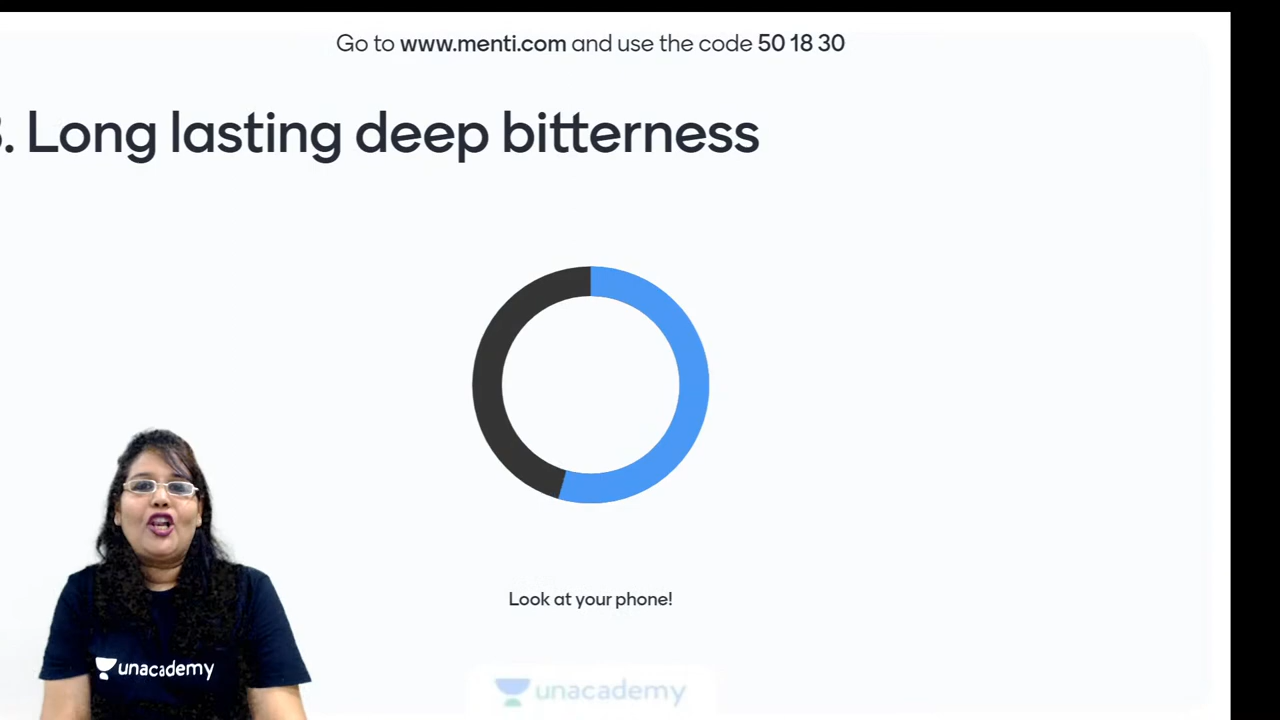 Go to www.menti.com and use the code 50 18 30
. Long lasting deep bitterness
Look at your phone!
unacademy
unacademy